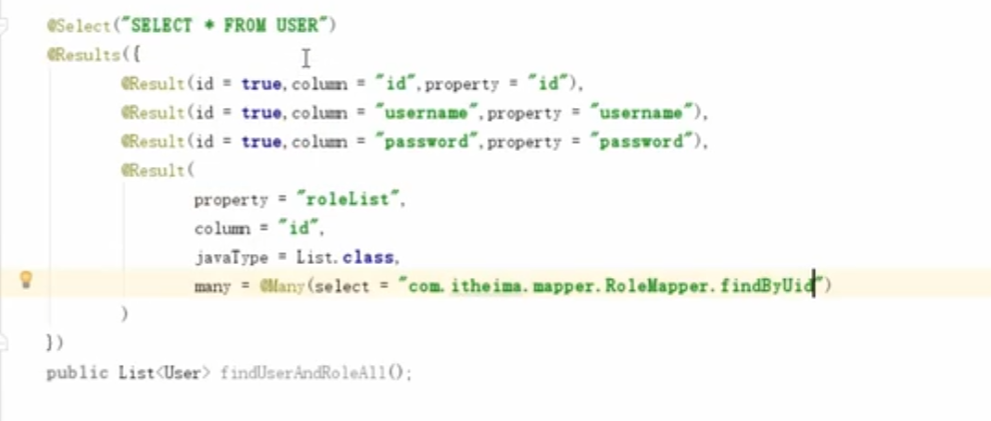 @Select("SELECT * FROM USER")
@Results({
@Result(id = true,column = "id",property = "id"),
@Result(id = true,column = "username",property = "username"),
@Result(id = true,column = "password",property = "password"),
@Result(
property = "roleList",
column = "id",
javaType = List.class,
many = @Many(select = "com.itheima.mapper.RoleMapper.findByUid")
)
})
public List<User> findUserAndRoleAll();